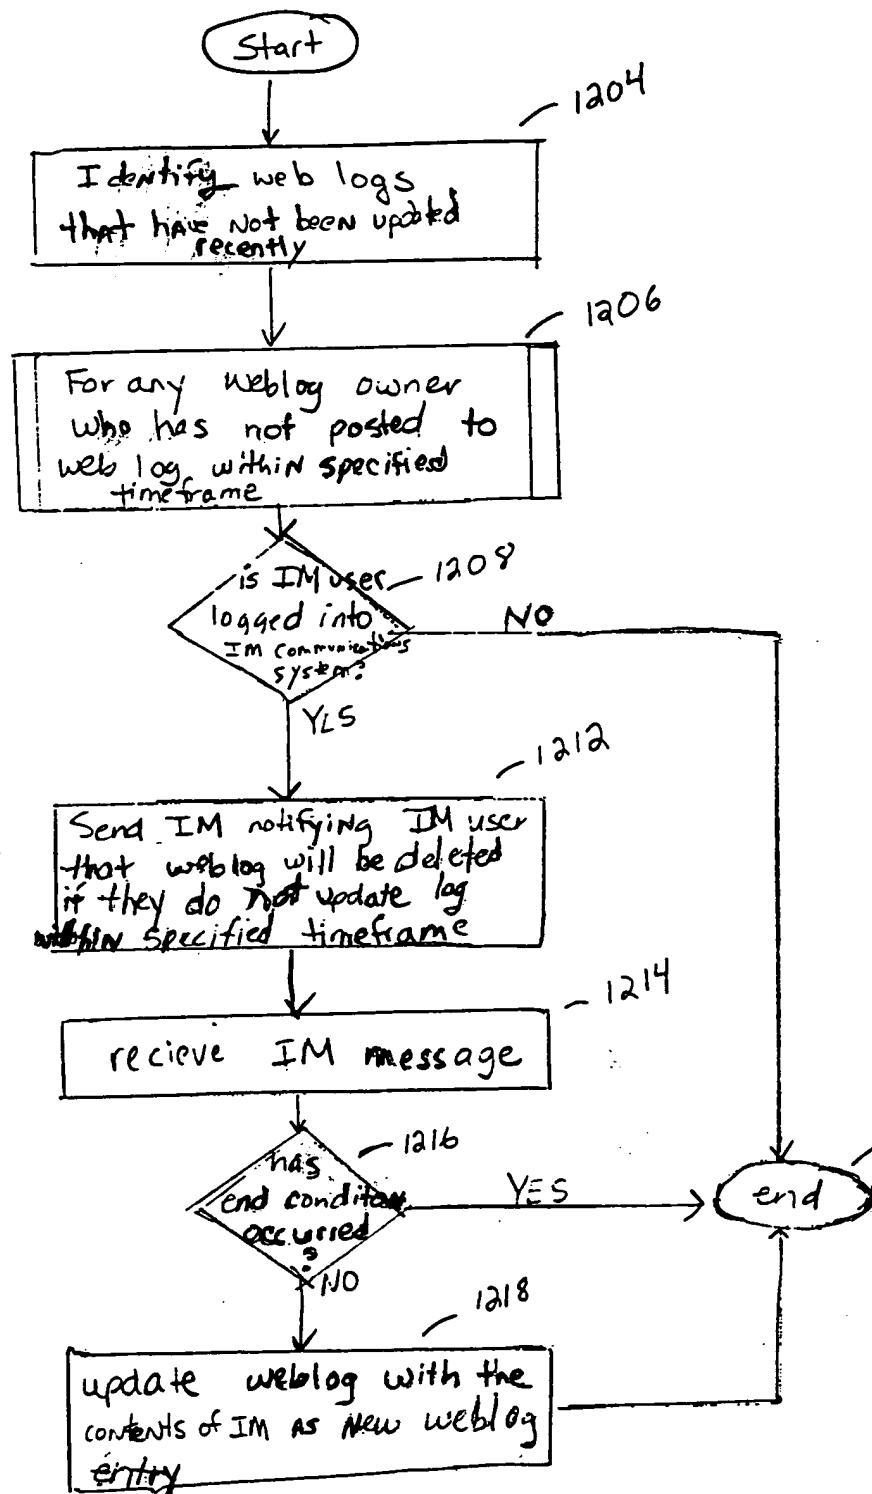 Start
1204
Identify web logs
that have not been updated
recently
1206
For any weblog owner
who has not posted to
web log within specified
timeframe
1208
is IM user
logged into
IM communications
system?
NO
YES
1212
Send IM notifying IM user
that weblog will be deleted
if they do not update log
within specified timeframe
1214
recieve IM message
1216
has
end condition
occurred
?
YES
end
NO
1218
update weblog with the
contents of IM as new weblog
entry